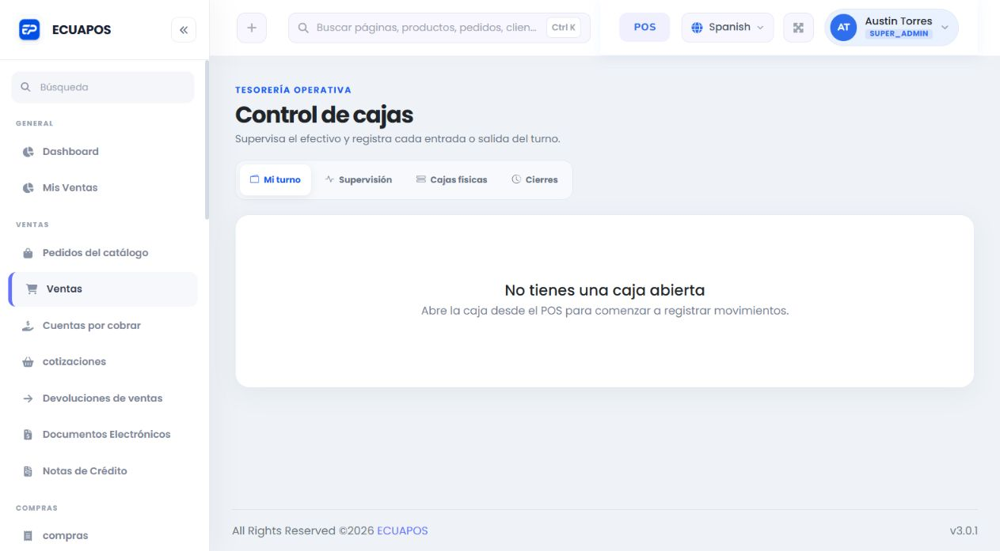 ECUAPOS
Buscar páginas, productos, pedidos, clien... Ctrl K
POS
Spanish
AT
Austin Torres
SUPER_ADMIN
Búsqueda
GENERAL
Dashboard
Mis Ventas
VENTAS
Pedidos del catálogo
Ventas
Cuentas por cobrar
cotizaciones
Devoluciones de ventas
Documentos Electrónicos
Notas de Crédito
COMPRAS
compras
TESORERÍA OPERATIVA
Control de cajas
Supervisa el efectivo y registra cada entrada o salida del turno.
Mi turno Supervisión Cajas físicas Cierres
No tienes una caja abierta
Abre la caja desde el POS para comenzar a registrar movimientos.
All Rights Reserved ©2026 ECUAPOS v3.0.1